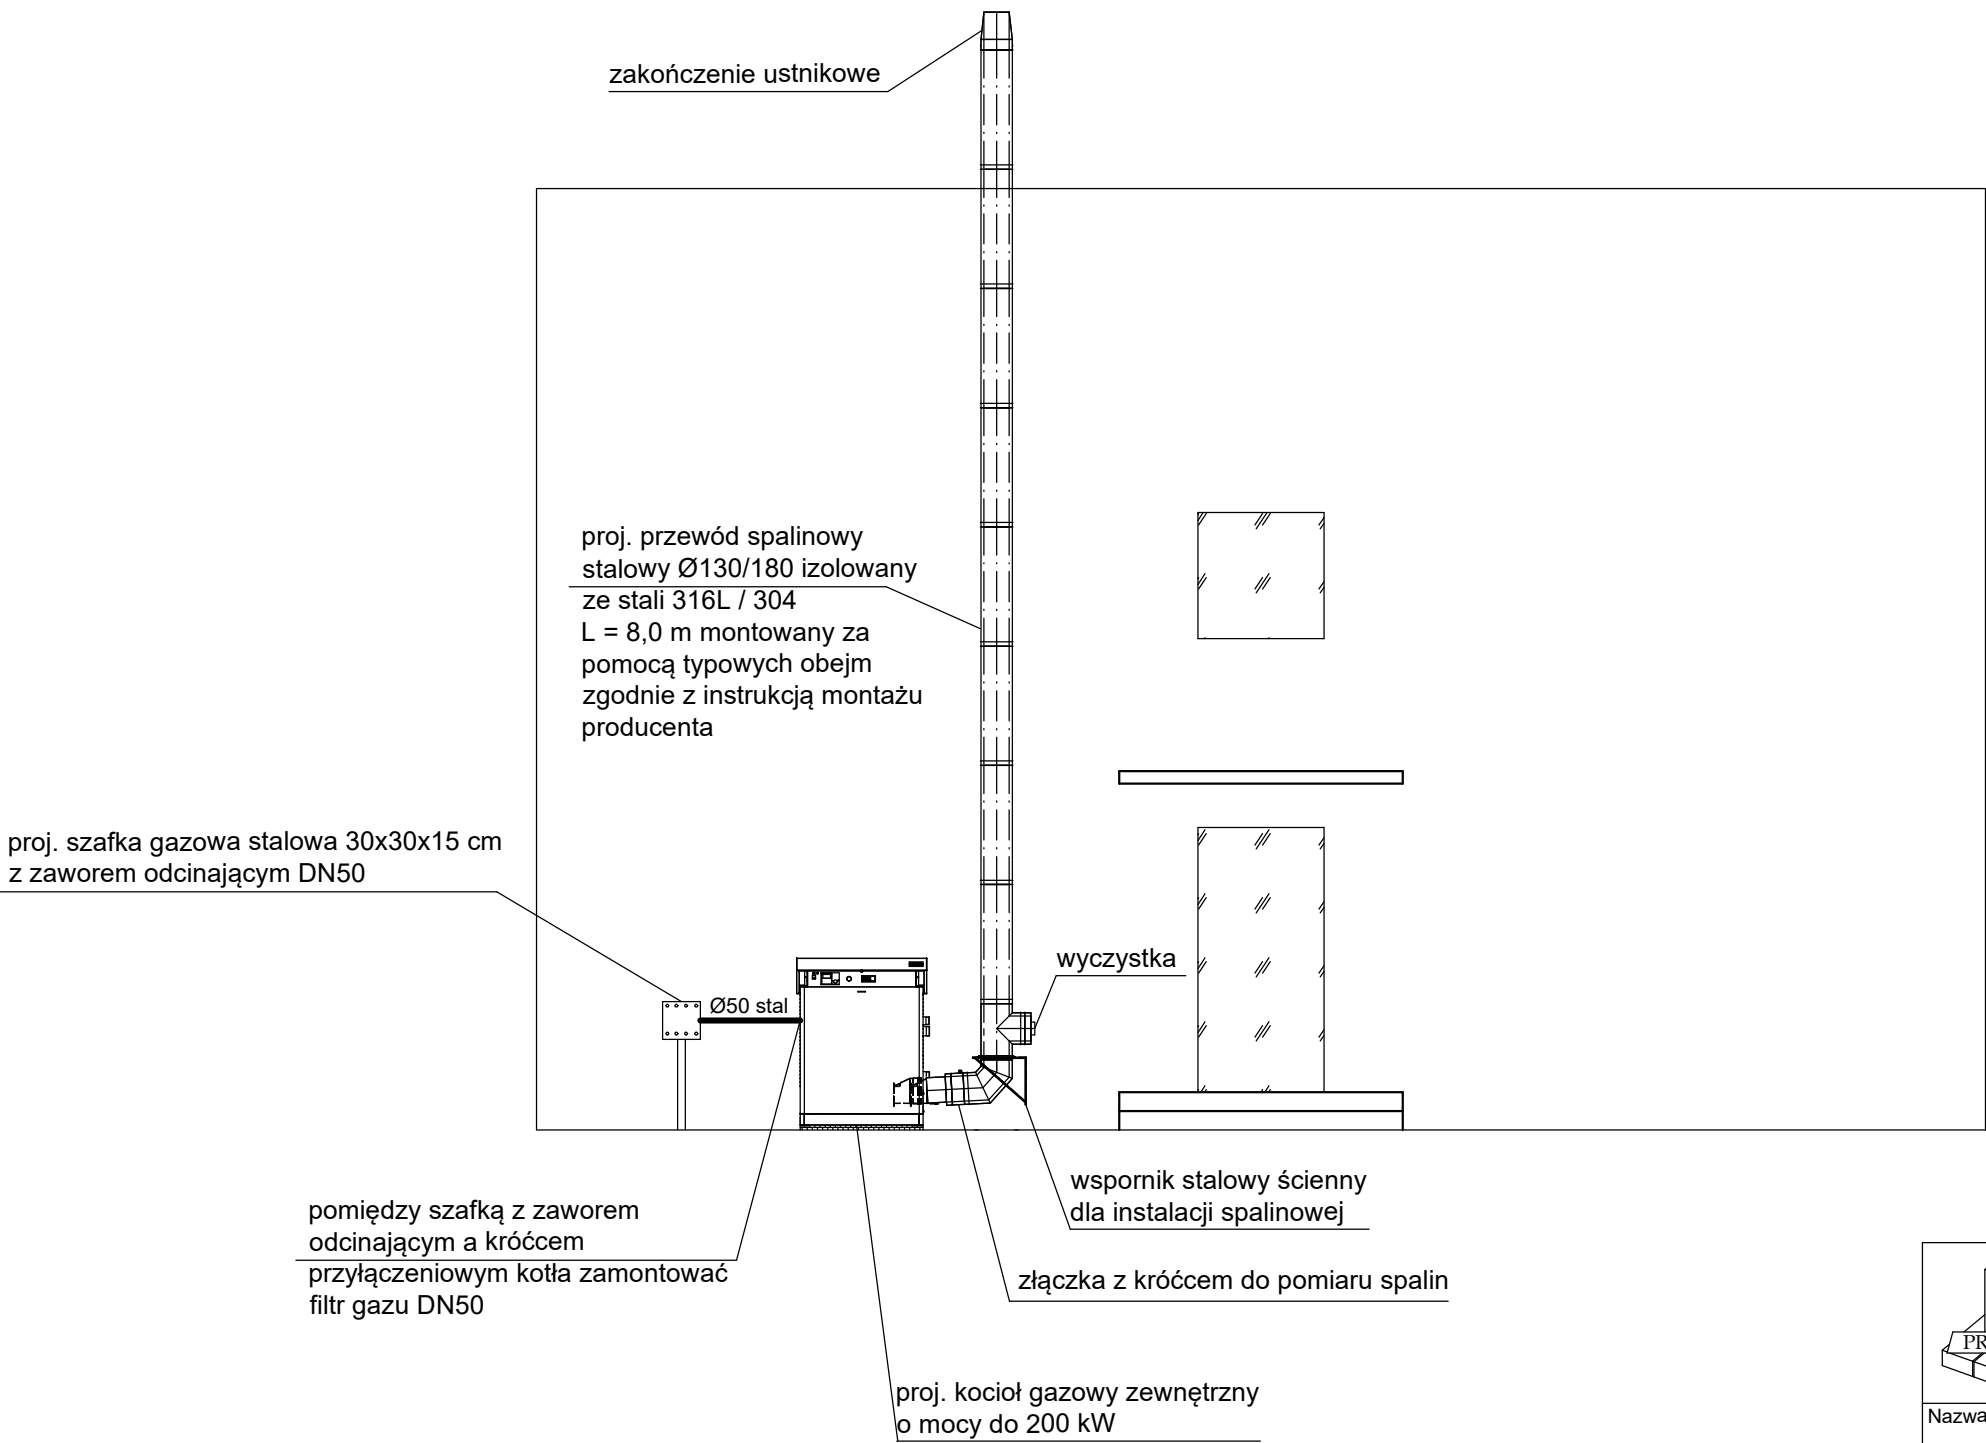 zakończenie ustnikowe
proj. przewód spalinowy
stalowy Ø130/180 izolowany
ze stali 316L / 304
L = 8,0 m montowany za
pomocą typowych obejm
zgodnie z instrukcją montażu
producenta
proj. szafka gazowa stalowa 30x30x15 cm
z zaworem odcinającym DN50
wyczystka
Ø50 stal
wspornik stalowy ścienny
dla instalacji spalinowej
pomiędzy szafką z zaworem
odcinającym a króćcem
przyłączeniowym kotła zamontować
filtr gazu DN50
złączka z króćcem do pomiaru spalin
proj. kocioł gazowy zewnętrzny
o mocy do 200 kW
PR
Nazwa